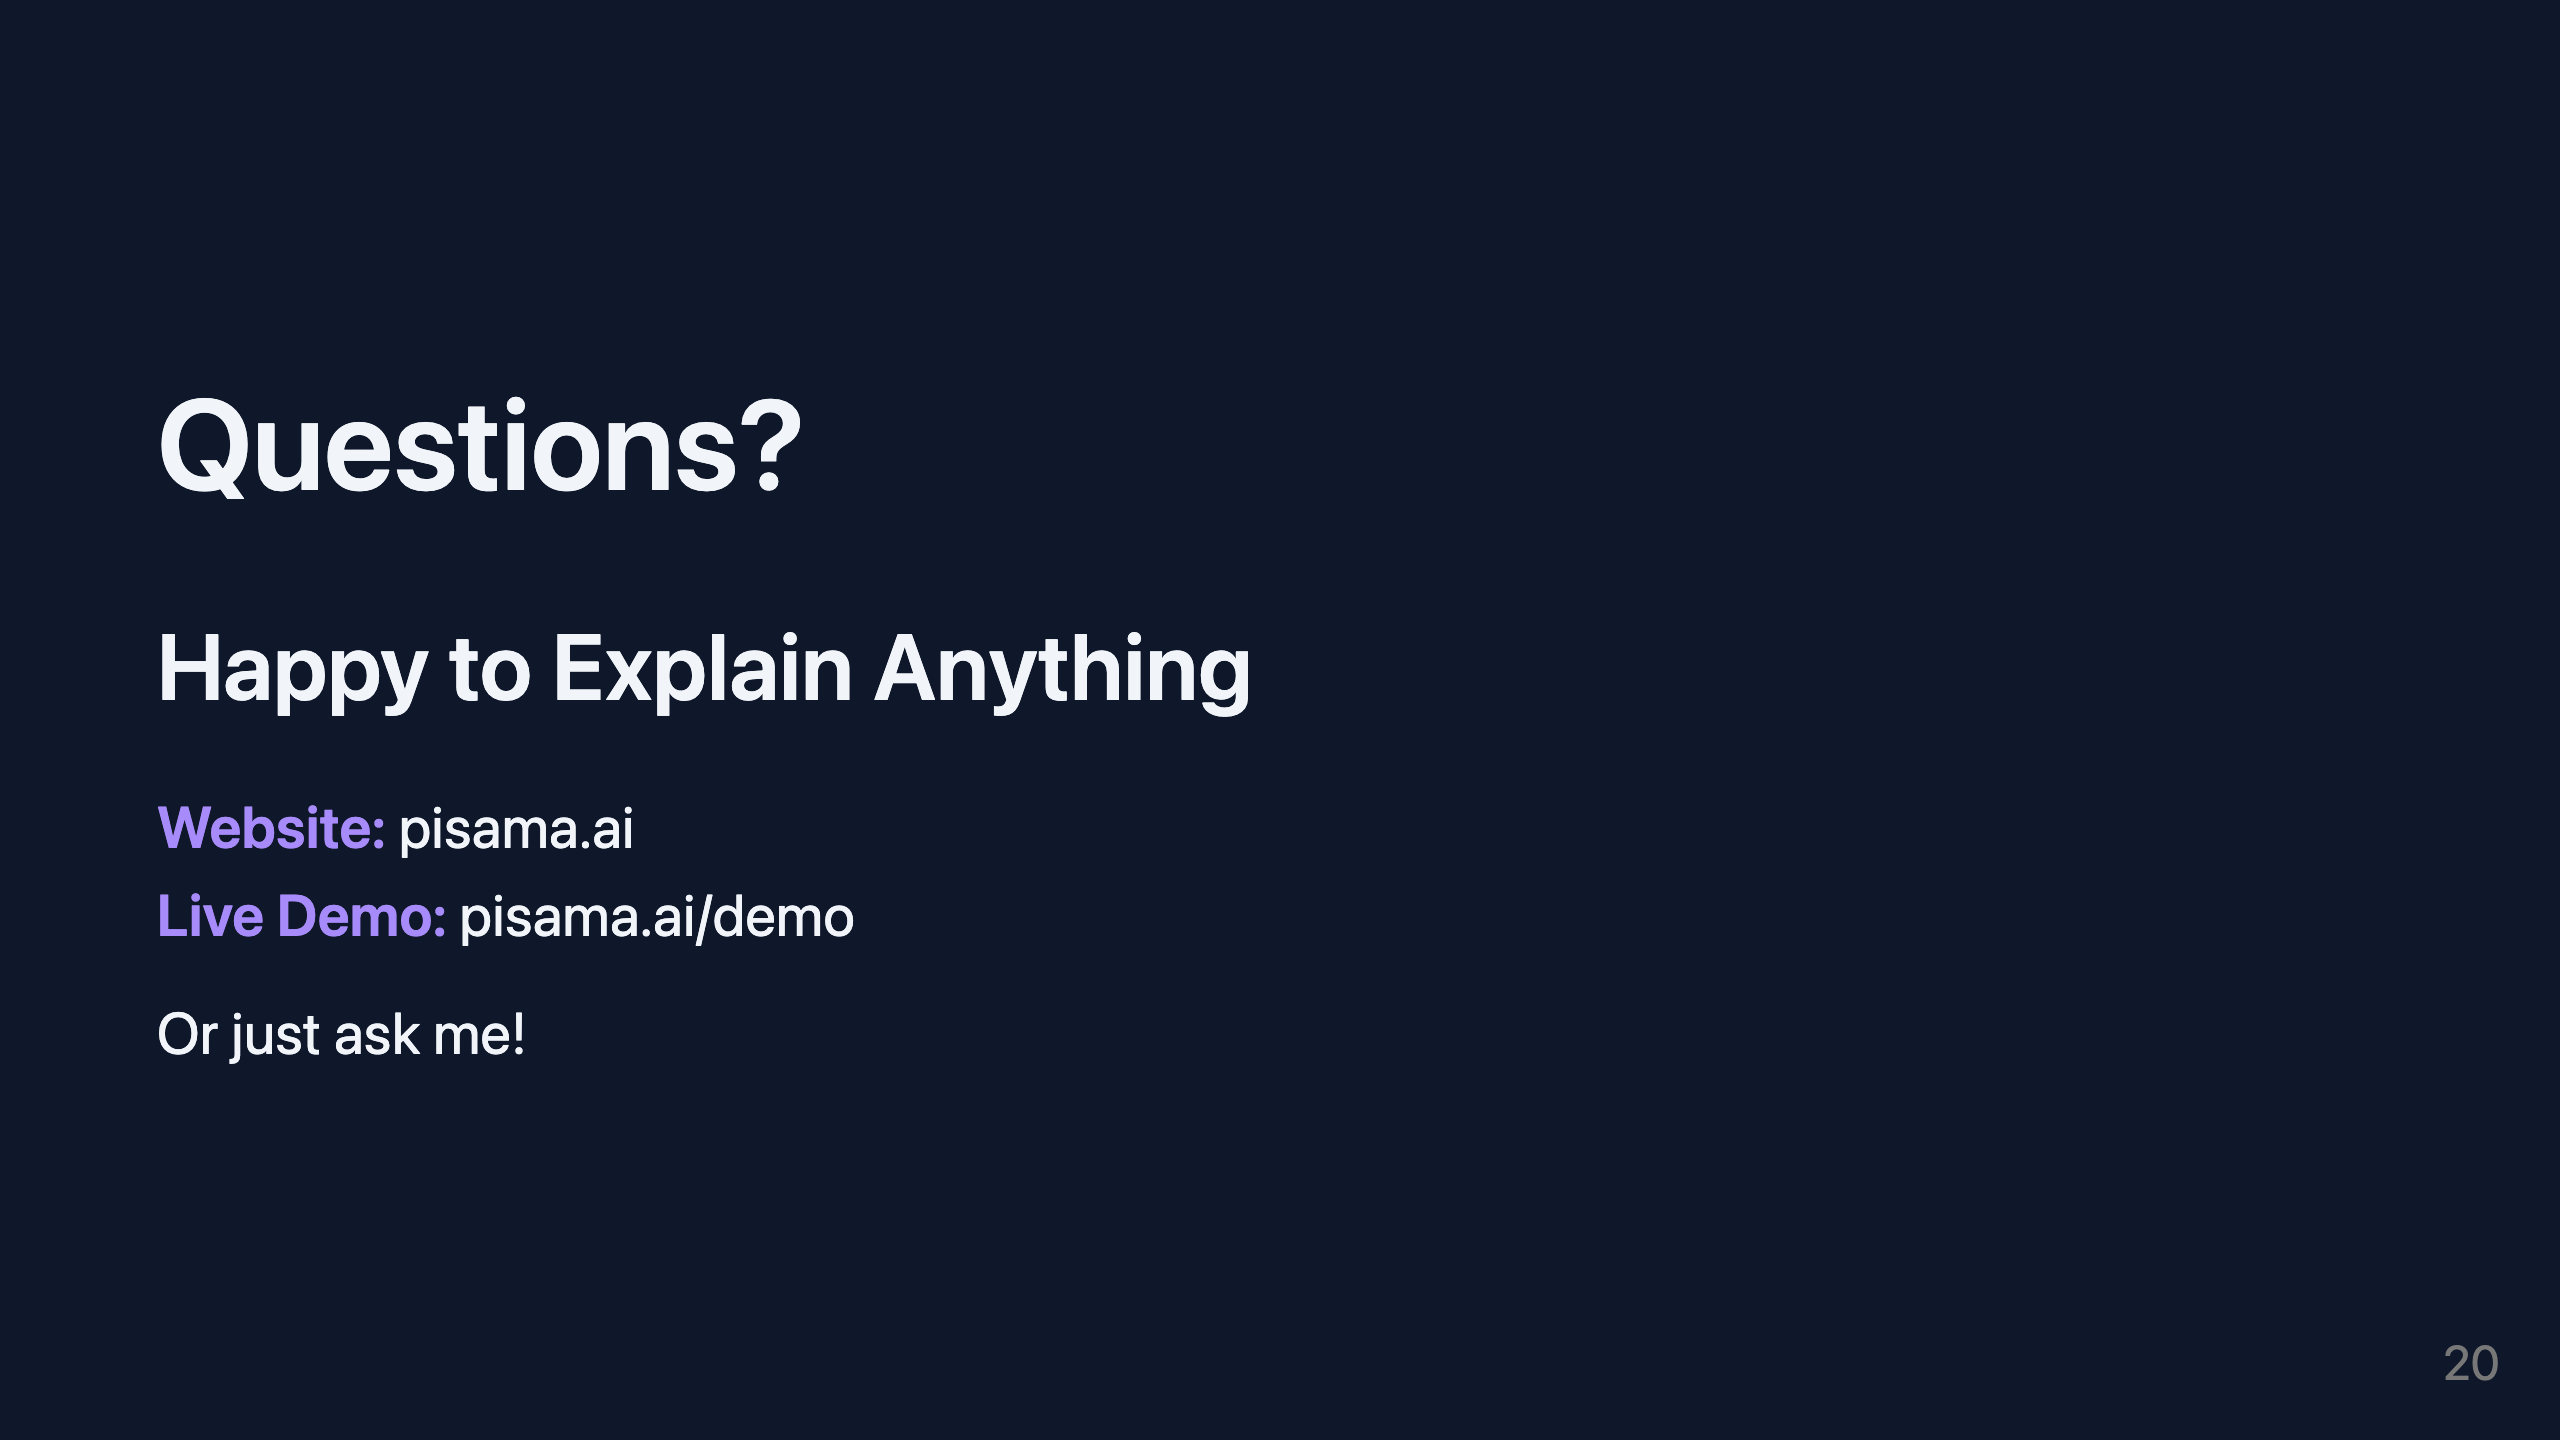 Questions?
Happy to Explain Anything
Website: pisama.ai
Live Demo: pisama.ai/demo
Or just ask me!
20